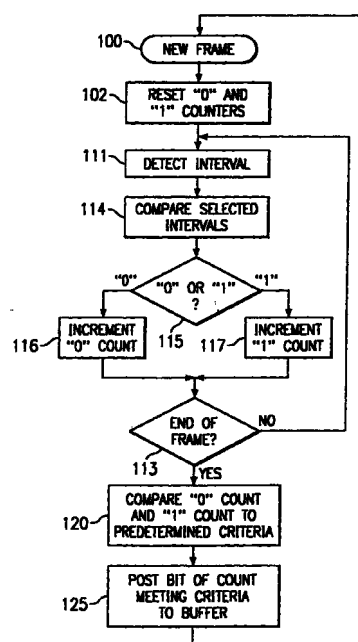 100
NEW FRAME
102
RESET "0" AND
"1" COUNTERS
111
DETECT INTERVAL
114
COMPARE SELECTED
INTERVALS
"0"
"0" OR "1"
?
"1"
115
116
INCREMENT
"0" COUNT
117
INCREMENT
"1" COUNT
END OF
FRAME?
NO
113
YES
120
COMPARE "0" COUNT
AND "1" COUNT TO
PREDETERMINED CRITERIA
125
POST BIT OF COUNT
MEETING CRITERIA
TO BUFFER